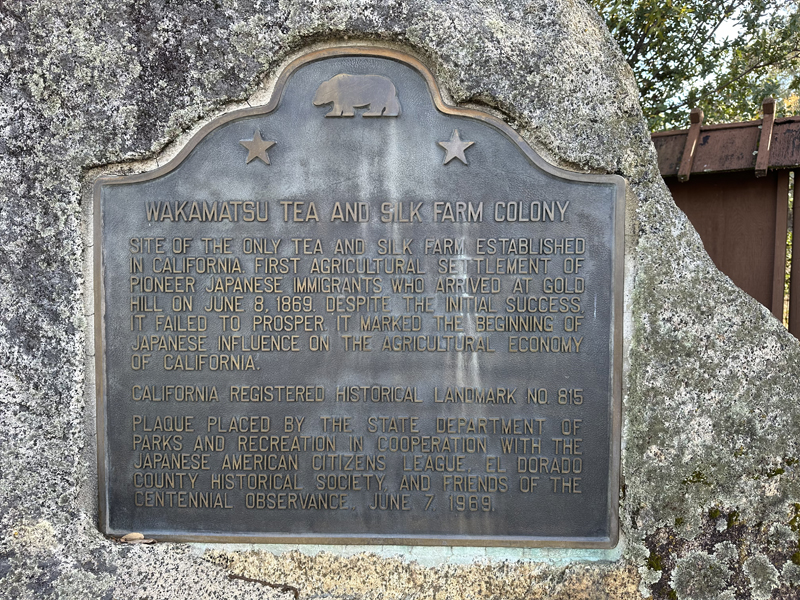 WAKAMATSU TEA AND SILK FARM COLONY
SITE OF THE ONLY TEA AND SILK FARM ESTABLISHED
IN CALIFORNIA. FIRST AGRICULTURAL SETTLEMENT OF
PIONEER JAPANESE IMMIGRANTS WHO ARRIVED AT GOLD
HILL ON JUNE 8, 1869. DESPITE THE INITIAL SUCCESS,
IT FAILED TO PROSPER. IT MARKED THE BEGINNING OF
JAPANESE INFLUENCE ON THE AGRICULTURAL ECONOMY
OF CALIFORNIA.
CALIFORNIA REGISTERED HISTORICAL LANDMARK NO. 815
PLAQUE PLACED BY THE STATE DEPARTMENT OF
PARKS AND RECREATION IN COOPERATION WITH THE
JAPANESE AMERICAN CITIZENS LEAGUE, EL DORADO
COUNTY HISTORICAL SOCIETY, AND FRIENDS OF THE
CENTENNIAL OBSERVANCE, JUNE 7, 1969.